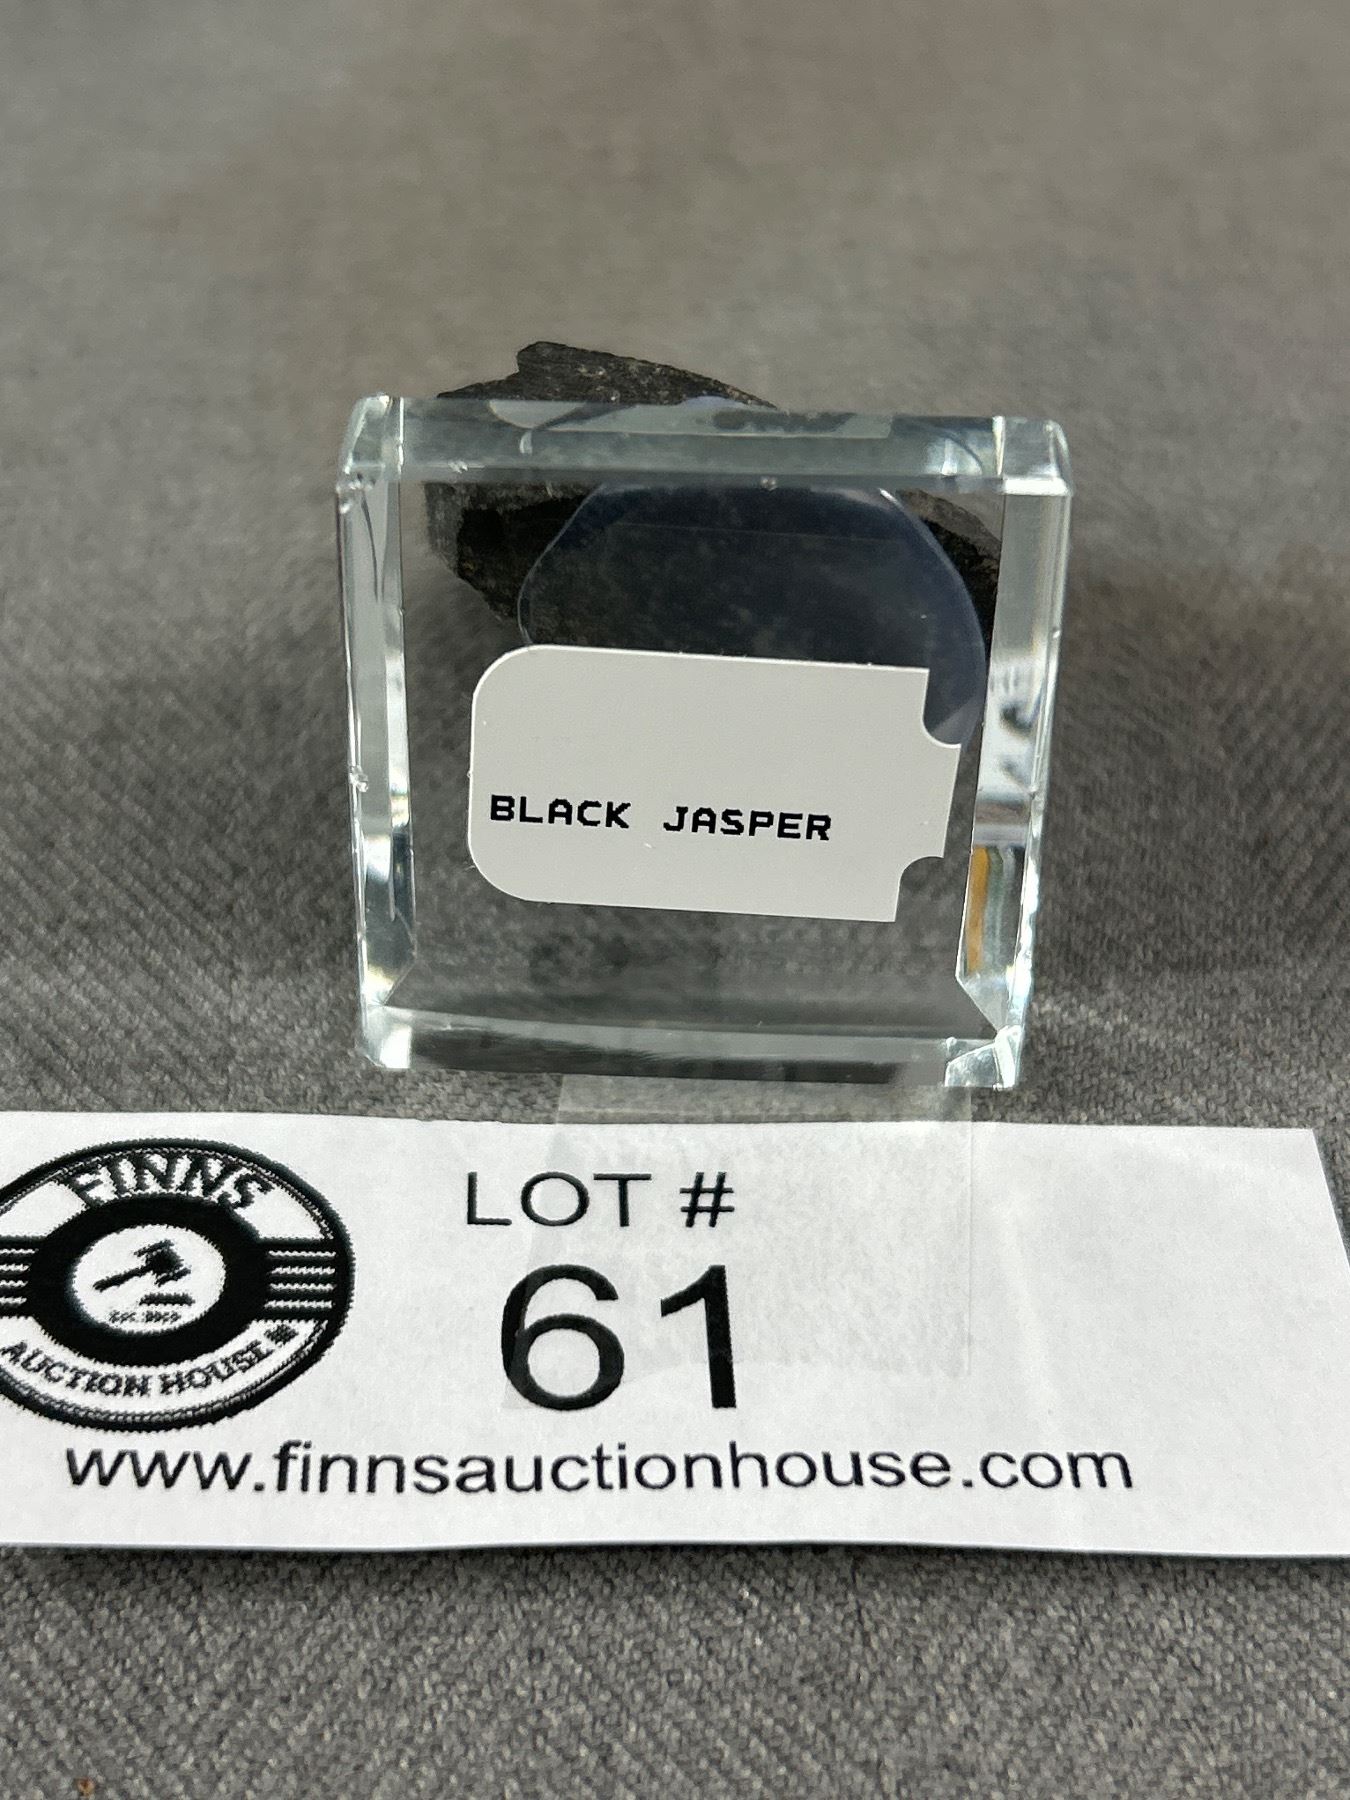 BLACK JASPER
FINNS
AUCTION HOUSE
LOT #
61
www.finnsauctionhouse.com